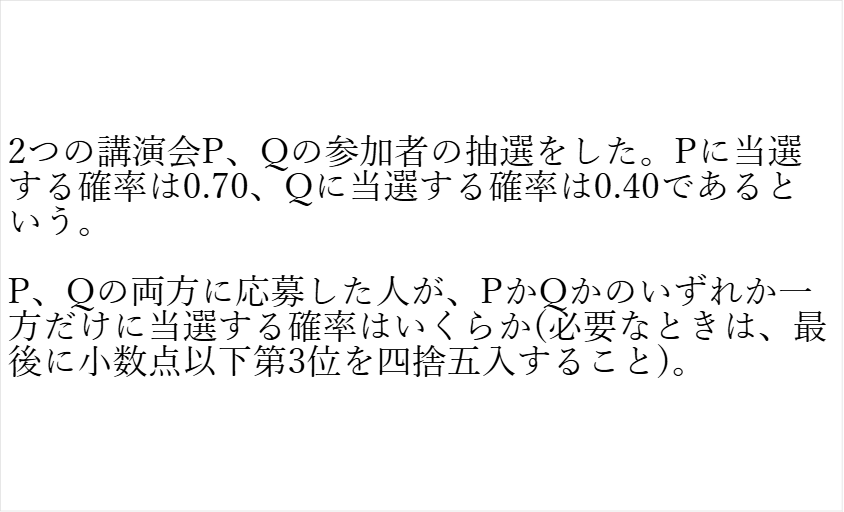 2つの講演会P、Qの参加者の抽選をした。Pに当選
する確率は0.70、Qに当選する確率は0.40であると
いう。
P、Qの両方に応募した人が、PかQかのいずれか一
方だけに当選する確率はいくらか(必要なときは、最
後に小数点以下第3位を四捨五入すること)。